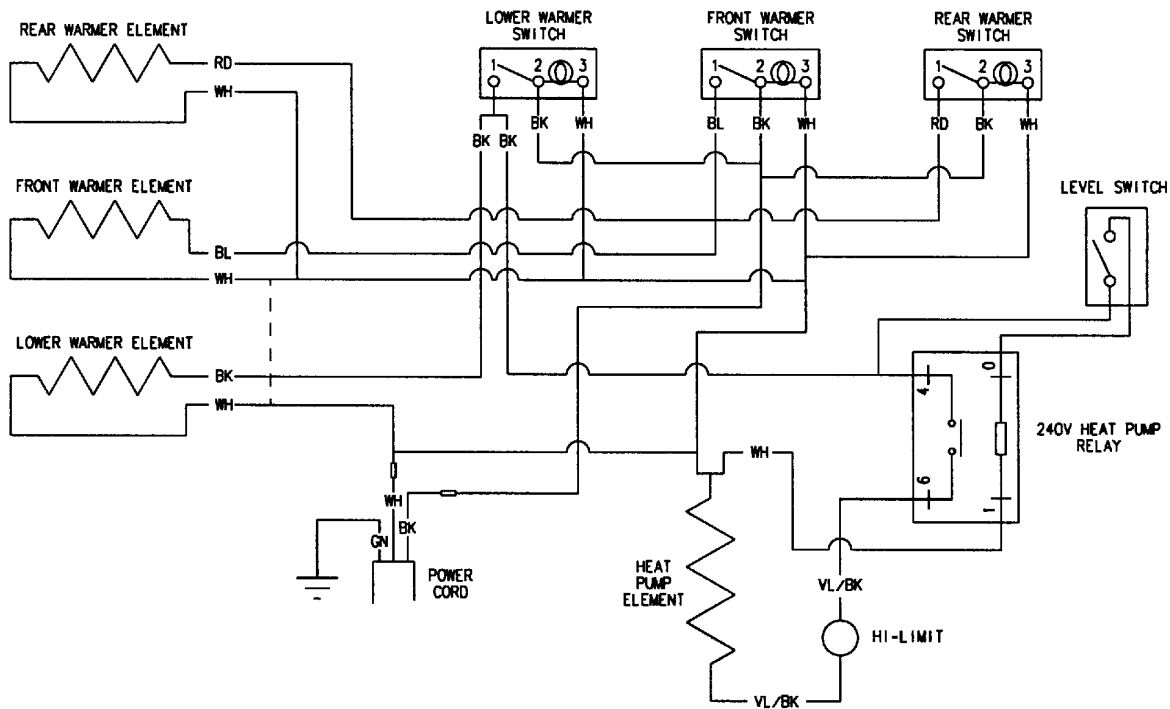 LOWER WARMER
SWITCH
FRONT WARMER
SWITCH
REAR WARMER
SWITCH
REAR WARMER ELEMENT
RD
WH
1 2 3
1 2 3
1 2 3
BK WH
BL BK WH
RD BK WH
BK BK
FRONT WARMER ELEMENT
BL
WH
LEVEL SWITCH
LOWER WARMER ELEMENT
BK
WH
4
0
6
1
240V HEAT PUMP
RELAY
WH
WH
BK
GN
POWER
CORD
HEAT
PUMP
ELEMENT
VL/BK
HI-LIMIT
VL/BK